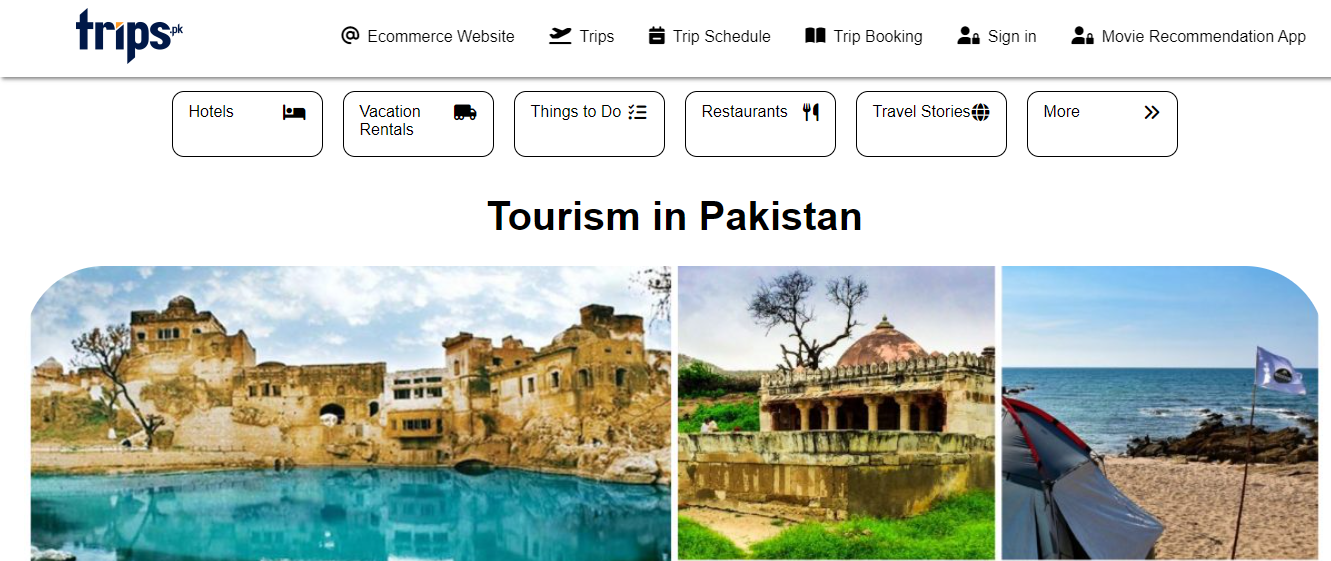 trips.pk
Ecommerce Website
Trips
Trip Schedule
Trip Booking
Sign in
Movie Recommendation App
Hotels
Vacation
Rentals
Things to Do
Restaurants
Travel Stories
More
Tourism in Pakistan